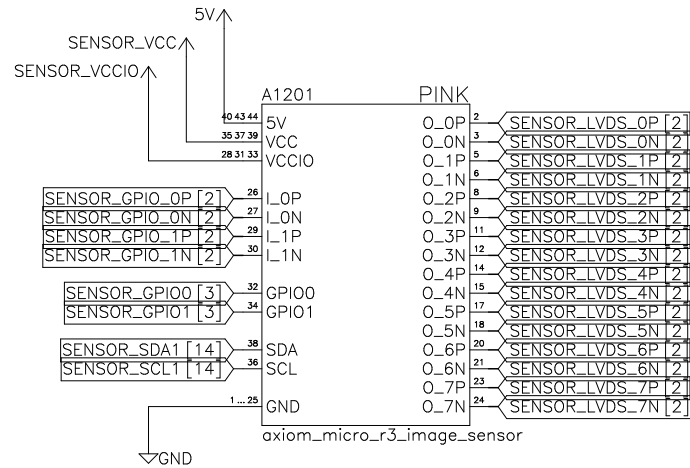 5V
SENSOR_VCC
SENSOR_VCCIO
A1201 PINK
40 43 44 5V O_0P 2 SENSOR_LVDS_0P [2]
35 37 39 VCC O_0N 3 SENSOR_LVDS_0N [2]
28 31 33 VCCIO O_1P 5 SENSOR_LVDS_1P [2]
O_1N 6 SENSOR_LVDS_1N [2]
SENSOR_GPIO_0P [2] 26 I_0P O_2P 8 SENSOR_LVDS_2P [2]
SENSOR_GPIO_0N [2] 27 I_0N O_2N 9 SENSOR_LVDS_2N [2]
SENSOR_GPIO_1P [2] 29 I_1P O_3P 11 SENSOR_LVDS_3P [2]
SENSOR_GPIO_1N [2] 30 I_1N O_3N 12 SENSOR_LVDS_3N [2]
O_4P 14 SENSOR_LVDS_4P [2]
SENSOR_GPIO0 [3] 32 GPIO0 O_4N 15 SENSOR_LVDS_4N [2]
SENSOR_GPIO1 [3] 34 GPIO1 O_5P 17 SENSOR_LVDS_5P [2]
O_5N 18 SENSOR_LVDS_5N [2]
SENSOR_SDA1 [14] 38 SDA O_6P 20 SENSOR_LVDS_6P [2]
SENSOR_SCL1 [14] 36 SCL O_6N 21 SENSOR_LVDS_6N [2]
O_7P 23 SENSOR_LVDS_7P [2]
1 ... 25 GND O_7N 24 SENSOR_LVDS_7N [2]
axiom_micro_r3_image_sensor
GND